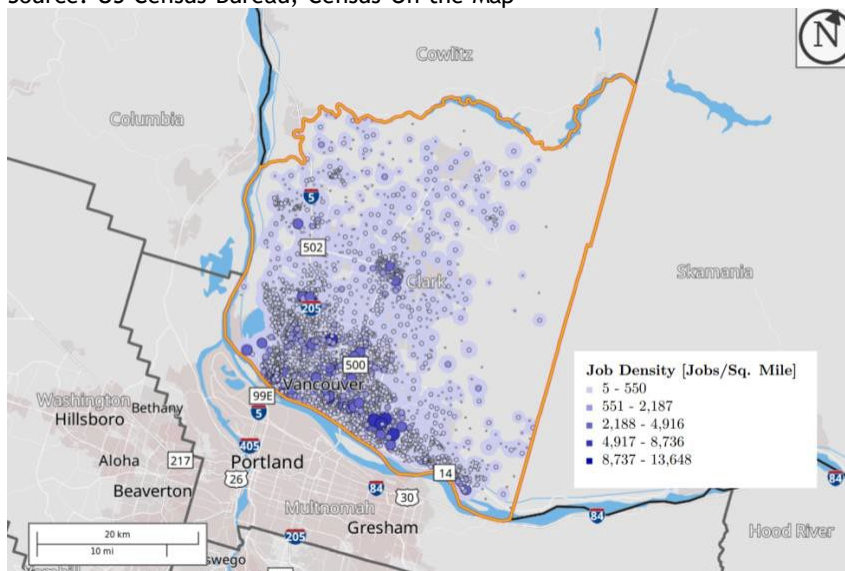 Source: US Census Bureau, Census On the Map
N
Cowlitz
Columbia
5
502
Clark
Skamania
205
500
Vancouver
99E
5
Washington
Hillsboro
Bethany
405
Aloha
217
26
Portland
Beaverton
Multnomah
84
30
14
Gresham
205
84
84
Hood River
swego
Job Density [Jobs/Sq. Mile]
5 - 550
551 - 2,187
2,188 - 4,916
4,917 - 8,736
8,737 - 13,648
20 km
10 mi